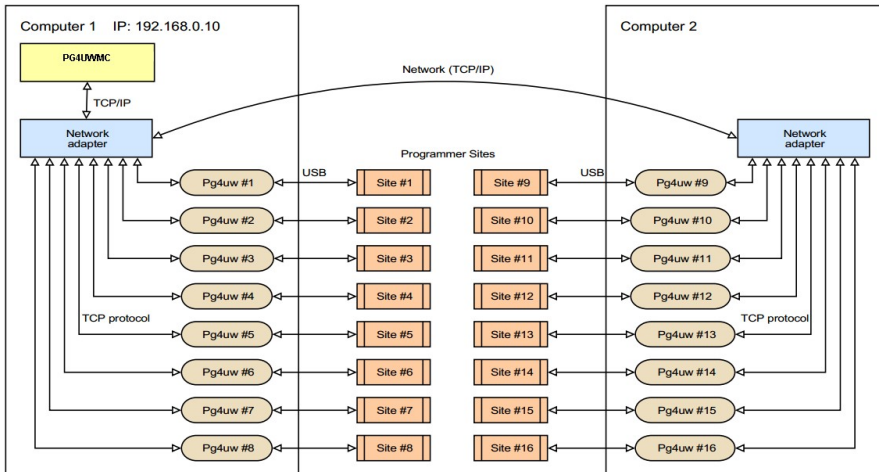 Computer 1 IP: 192.168.0.10
PG4UWMC
TCP/IP
Network
adapter
Network (TCP/IP)
Computer 2
Network
adapter
Programmer Sites
Pg4uw #1
USB
Site #1
Site #9
USB
Pg4uw #9
Pg4uw #2
Site #2
Site #10
Pg4uw #10
Pg4uw #3
Site #3
Site #11
Pg4uw #11
Pg4uw #4
Site #4
Site #12
Pg4uw #12
TCP protocol
Pg4uw #5
Site #5
Site #13
Pg4uw #13
TCP protocol
Pg4uw #6
Site #6
Site #14
Pg4uw #14
Pg4uw #7
Site #7
Site #15
Pg4uw #15
Pg4uw #8
Site #8
Site #16
Pg4uw #16